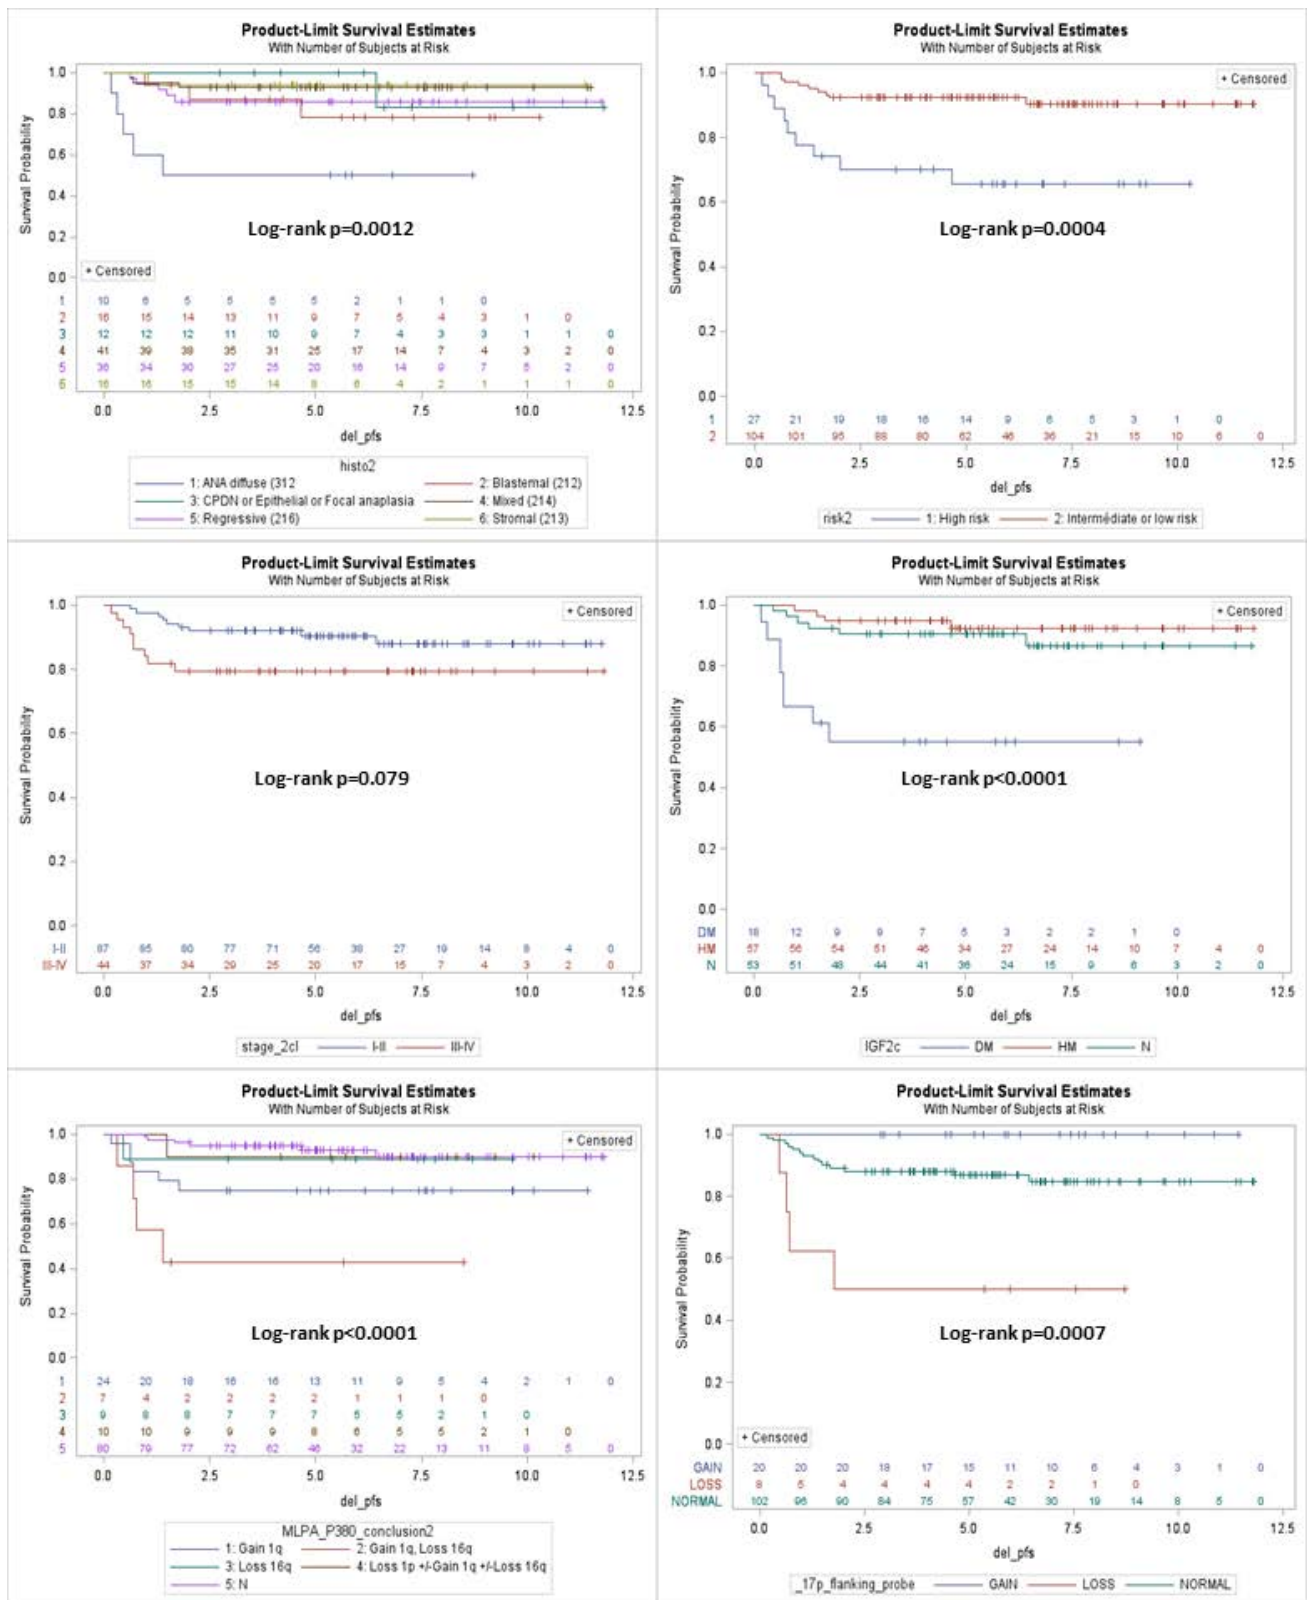 Product-Limit Survival Estimates
With Number of Subjects at Risk
1.0
0.8
0.6
0.4
0.2
0.0
Survival Probability
Log-rank p=0.0012
+ Censored
1 10 6 5 5 5 5 2 1 1 0
2 16 15 14 13 11 9 7 5 4 3 1 0
3 12 12 12 11 10 9 7 4 3 3 1 1 0
4 41 39 38 35 31 25 17 14 7 4 3 2 0
5 36 34 30 27 25 20 16 14 9 7 5 2 0
6 16 16 15 15 14 8 6 4 2 1 1 1 0
0.0 2.5 5.0 7.5 10.0 12.5
del_pfs
histo2
1: ANA diffuse (312 2: Blastemal (212)
3: CPDN or Epithelial or Focal anaplasia 4: Mixed (214)
5: Regressive (216) 6: Stromal (213)
Product-Limit Survival Estimates
With Number of Subjects at Risk
+ Censored
1.0
0.8
0.6
0.4
0.2
0.0
Survival Probability
Log-rank p=0.0004
1 27 21 19 18 16 14 9 6 5 3 1 0
2 104 101 95 88 80 62 46 36 21 15 10 6 0
0.0 2.5 5.0 7.5 10.0 12.5
del_pfs
risk2 1: High risk 2: Intermédiate or low risk
Product-Limit Survival Estimates
With Number of Subjects at Risk
+ Censored
1.0
0.8
0.6
0.4
0.2
0.0
Survival Probability
Log-rank p=0.079
I-II 87 85 80 77 71 56 38 27 19 14 8 4 0
III-IV 44 37 34 29 25 20 17 15 7 4 3 2 0
0.0 2.5 5.0 7.5 10.0 12.5
del_pfs
stage_2cl I-II III-IV
Product-Limit Survival Estimates
With Number of Subjects at Risk
+ Censored
1.0
0.8
0.6
0.4
0.2
0.0
Survival Probability
Log-rank p<0.0001
DM 18 12 9 9 7 5 3 2 2 1 0
HM 57 56 54 51 46 34 27 24 14 10 7 4 0
N 53 51 48 44 41 36 24 15 9 6 3 2 0
0.0 2.5 5.0 7.5 10.0 12.5
del_pfs
IGF2c DM HM N
Product-Limit Survival Estimates
With Number of Subjects at Risk
+ Censored
1.0
0.8
0.6
0.4
0.2
0.0
Survival Probability
Log-rank p<0.0001
1 24 20 18 16 16 13 11 9 5 4 2 1 0
2 7 4 2 2 2 2 1 1 1 0
3 9 8 8 7 7 7 5 5 2 1 0
4 10 10 9 9 9 8 6 5 5 2 1 0
5 80 79 77 72 62 46 32 22 13 11 8 5 0
0.0 2.5 5.0 7.5 10.0 12.5
del_pfs
MLPA_P380_conclusion2
1: Gain 1q 2: Gain 1q, Loss 16q
3: Loss 16q 4: Loss 1p +/-Gain 1q +/-Loss 16q
5: N
Product-Limit Survival Estimates
With Number of Subjects at Risk
1.0
0.8
0.6
0.4
0.2
0.0
Survival Probability
Log-rank p=0.0007
+ Censored
GAIN 20 20 20 18 17 15 11 10 6 4 3 1 0
LOSS 8 5 4 4 4 4 2 2 1 0
NORMAL 102 96 90 84 75 57 42 30 19 14 8 5 0
0.0 2.5 5.0 7.5 10.0 12.5
del_pfs
_17p_flanking_probe GAIN LOSS NORMAL